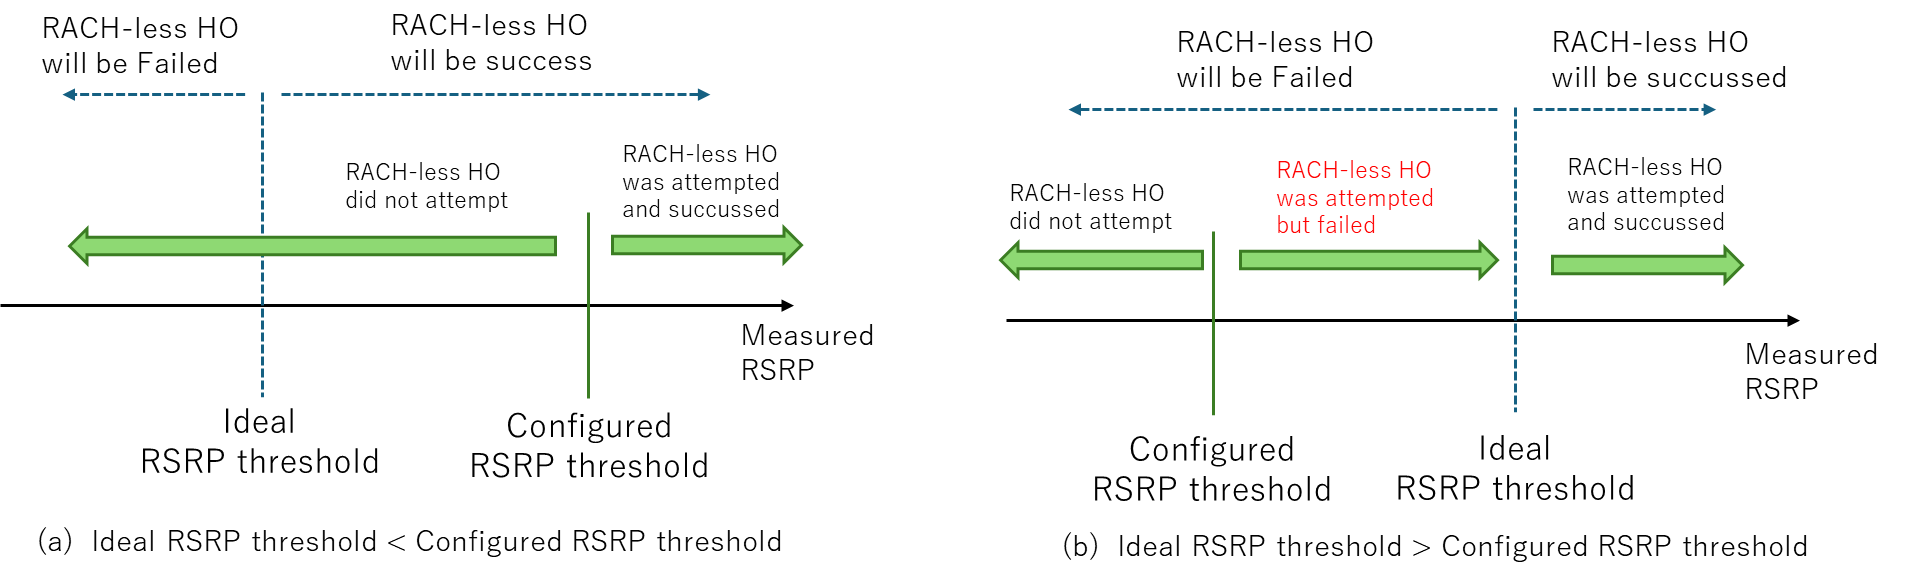 RACH-less HO
will be Failed
RACH-less HO
will be success
RACH-less HO
did not attempt
RACH-less HO
was attempted
and succussed
Measured
RSRP
Ideal
RSRP threshold
Configured
RSRP threshold
(a) Ideal RSRP threshold < Configured RSRP threshold
RACH-less HO
will be Failed
RACH-less HO
will be succussed
RACH-less HO
did not attempt
RACH-less HO
was attempted
but failed
RACH-less HO
was attempted
and succussed
Measured
RSRP
Configured
RSRP threshold
Ideal
RSRP threshold
(b) Ideal RSRP threshold > Configured RSRP threshold